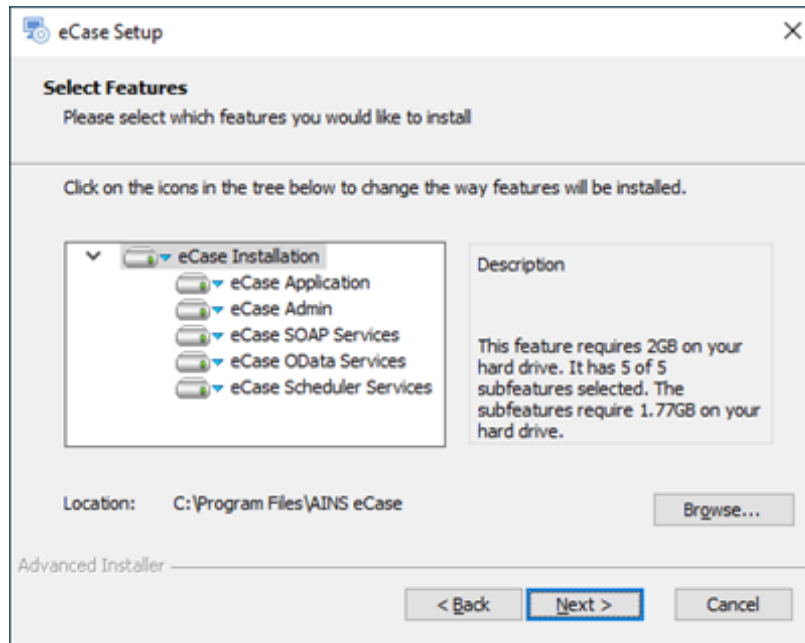 eCase Setup
Select Features
Please select which features you would like to install
Click on the icons in the tree below to change the way features will be installed.
eCase Installation
eCase Application
eCase Admin
eCase SOAP Services
eCase OData Services
eCase Scheduler Services
Description
This feature requires 2GB on your
hard drive. It has 5 of 5
subfeatures selected. The
subfeatures require 1.77GB on your
hard drive.
Location: C:\Program Files\AINS eCase
Browse...
Advanced Installer
< Back Next > Cancel